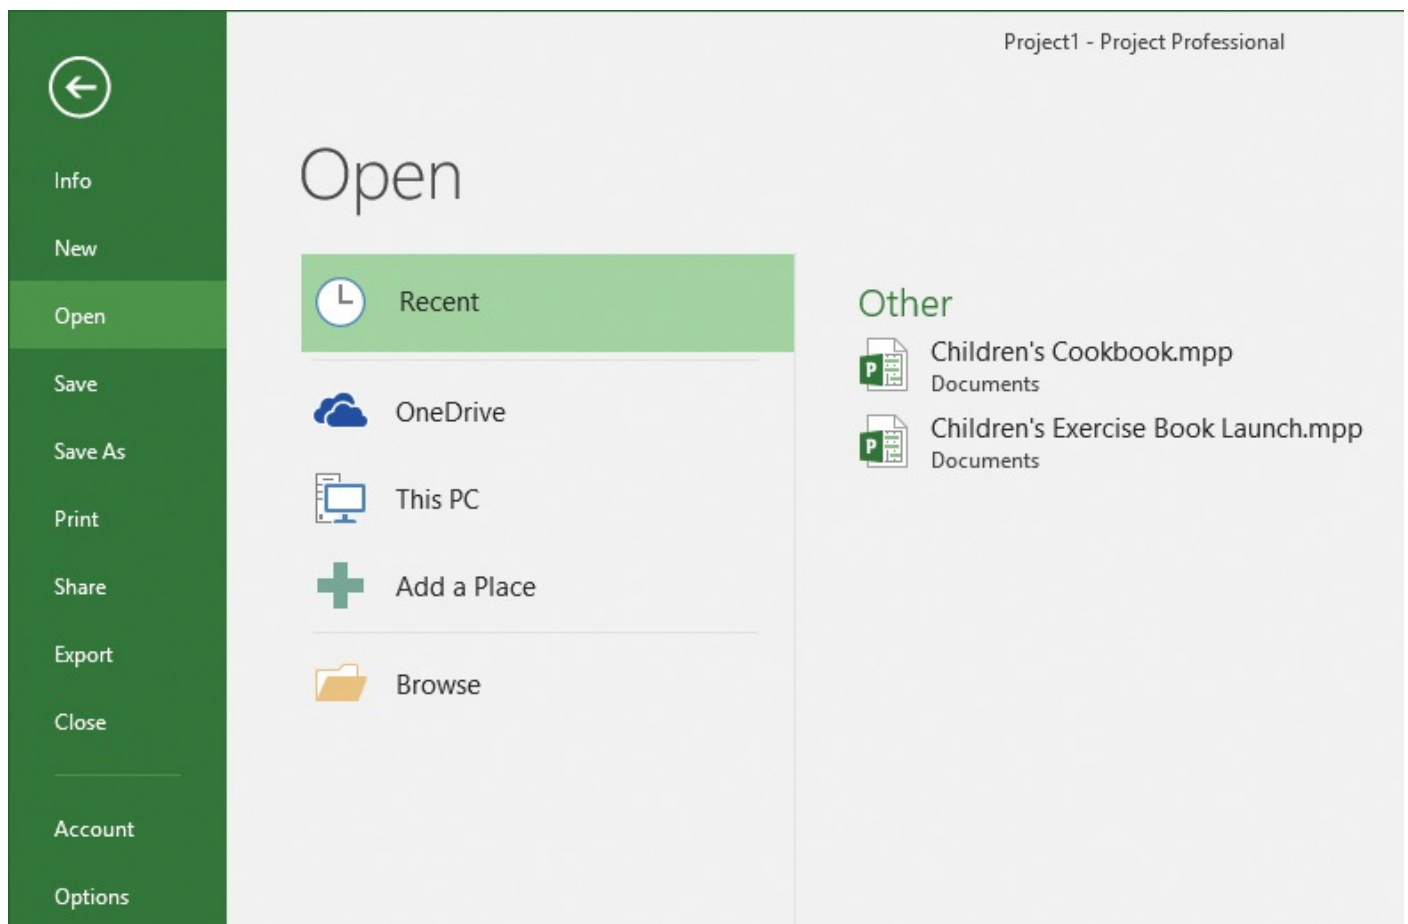 Project1 - Project Professional
Info
New
Open
Save
Save As
Print
Share
Export
Close
Account
Options
Open
Recent
OneDrive
This PC
Add a Place
Browse
Other
Children's Cookbook.mpp
Documents
Children's Exercise Book Launch.mpp
Documents